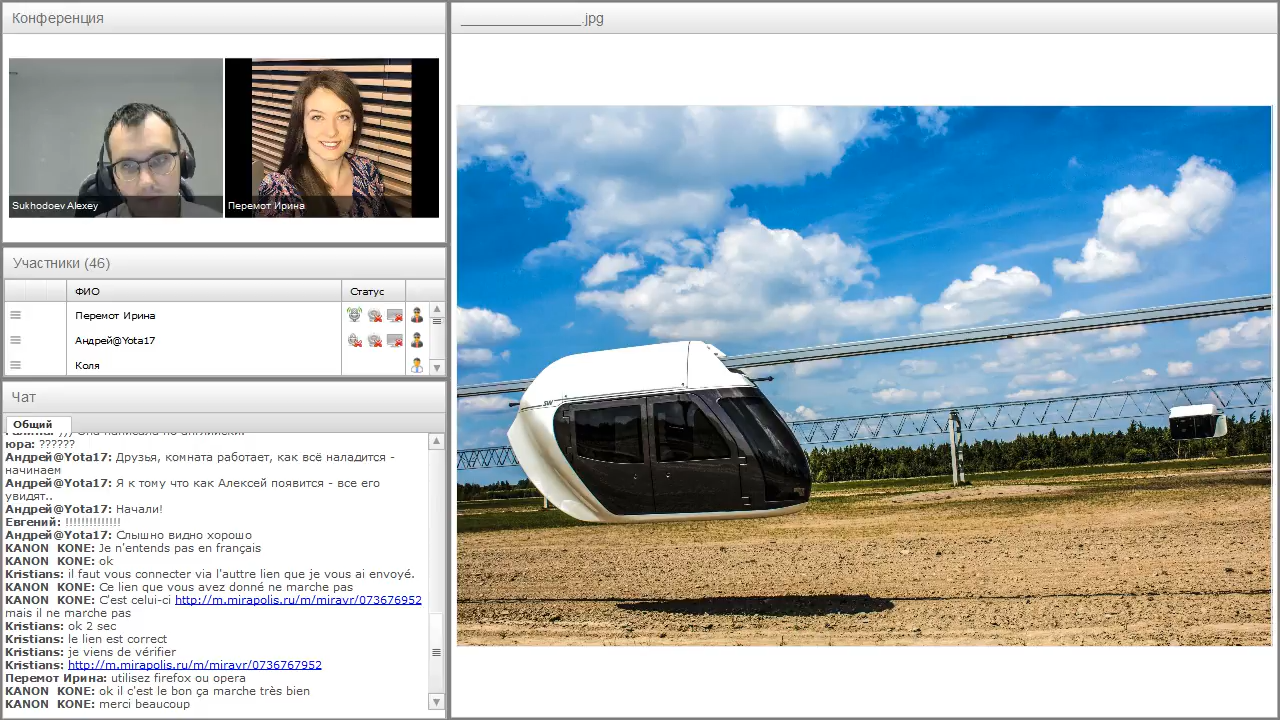 Конференция
Sukhodoev Alexey
Перемот Ирина
Участники (46)
ФИО
Статус
Перемот Ирина
Андрей@Yota17
Коля
Чат
Общий
юра: ??????
Андрей@Yota17: Друзья, комната работает, как всё наладится -
начинаем
Андрей@Yota17: Я к тому что как Алексей появится - все его
увидят..
Андрей@Yota17: Начали!
Евгений: !!!!!!!!!!!!!!
Андрей@Yota17: Слышно видно хорошо
KANON KONE: Je n'entends pas en français
KANON KONE: ok
Kristians: il faut vous connecter via l'auttre lien que je vous ai envoyé.
KANON KONE: Ce lien que vous avez donné ne marche pas
KANON KONE: C'est celui-ci http://m.mirapolis.ru/m/miravr/073676952
mais il ne marche pas
Kristians: ok 2 sec
Kristians: le lien est correct
Kristians: je viens de vérifier
Kristians: http://m.mirapolis.ru/m/miravr/0736767952
Перемот Ирина: utilisez firefox ou opera
KANON KONE: ok il c'est le bon ça marche très bien
KANON KONE: merci beaucoup
_______________.jpg